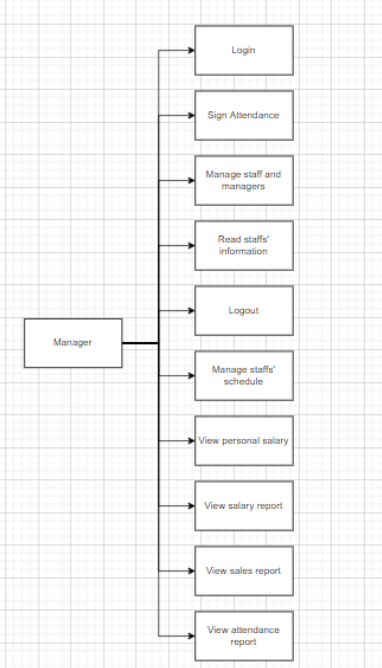 Login
Sign Attendance
Manage staff and
managers
Read staffs'
information
Logout
Manager
Manage staffs'
schedule
View personal salary
View salary report
View sales report
View attendance
report